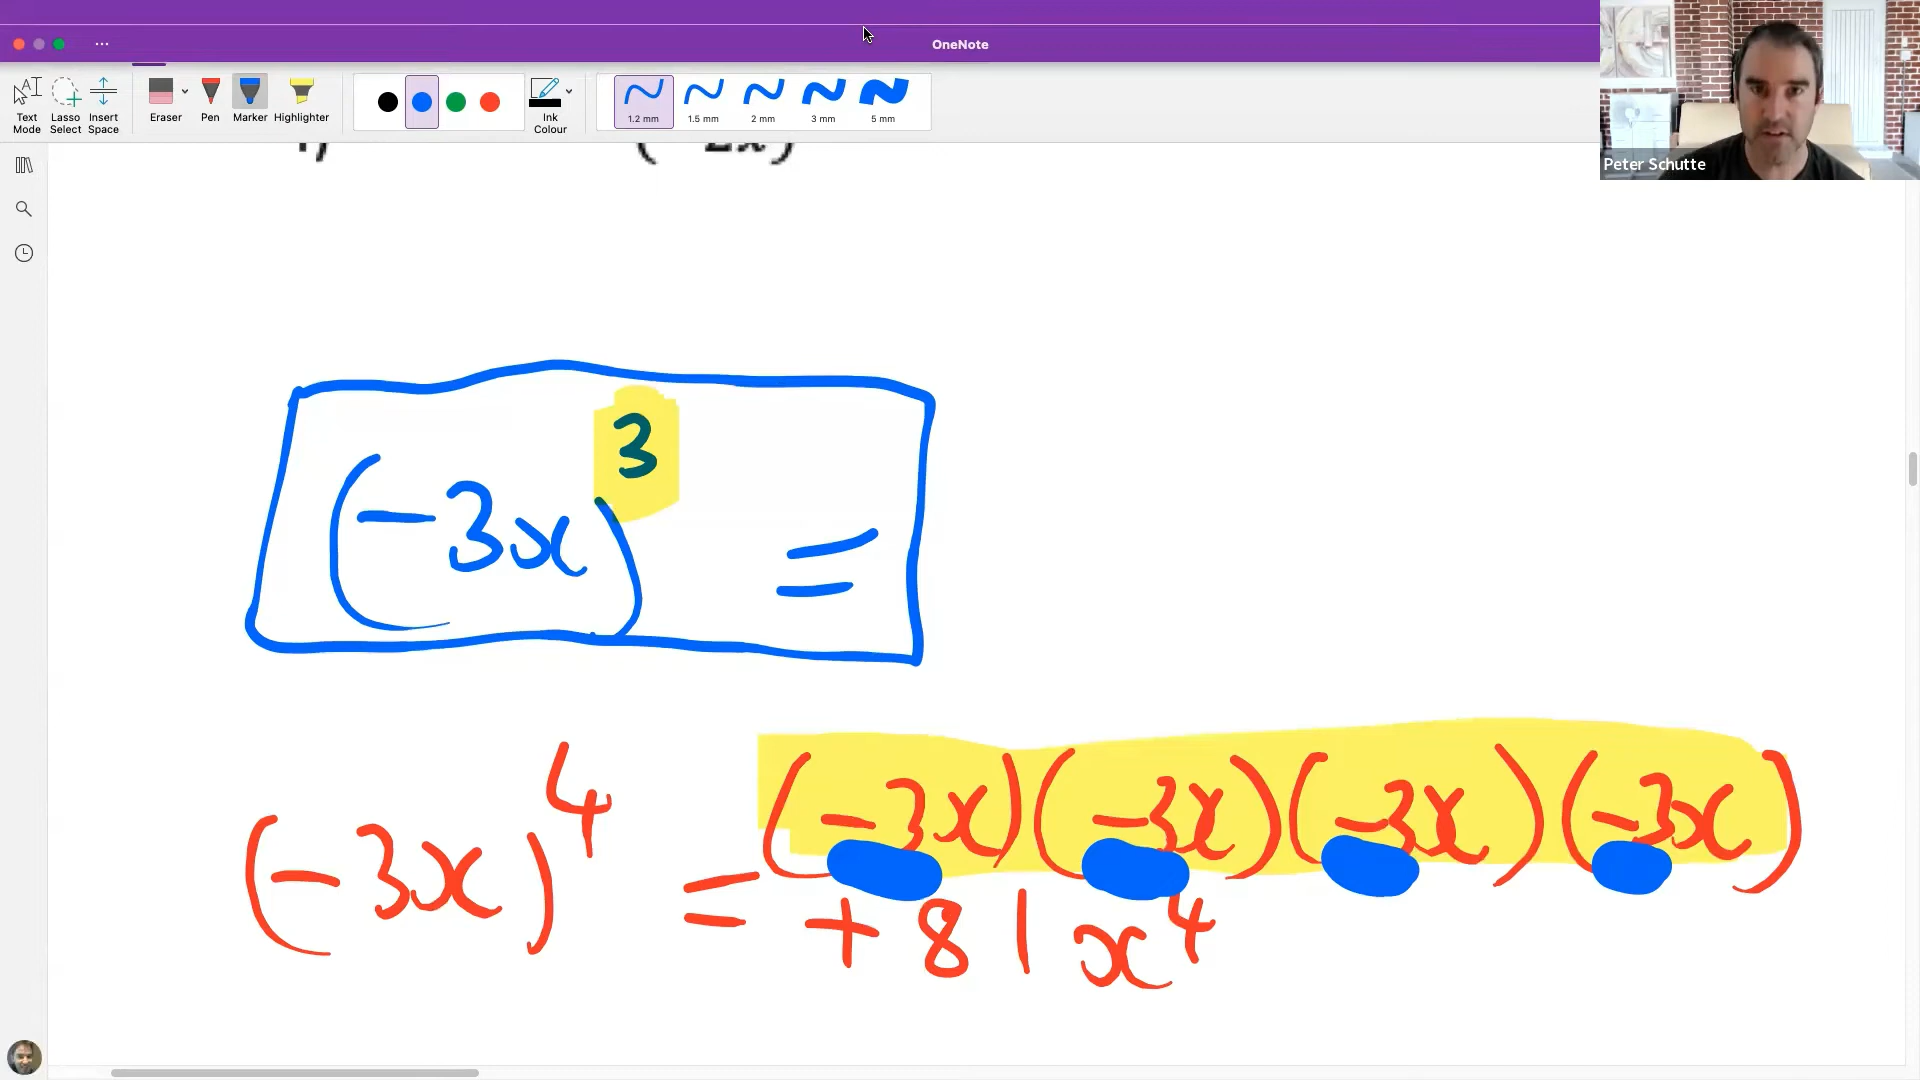 OneNote
Text Mode
Lasso Select
Insert Space
Eraser
Pen
Marker
Highlighter
Ink Colour
1.2 mm
1.5 mm
2 mm
3 mm
5 mm
Peter Schutte
(-3x)³ =
(-3x)⁴ = (-3x)(-3x)(-3x)(-3x)
+81x⁴